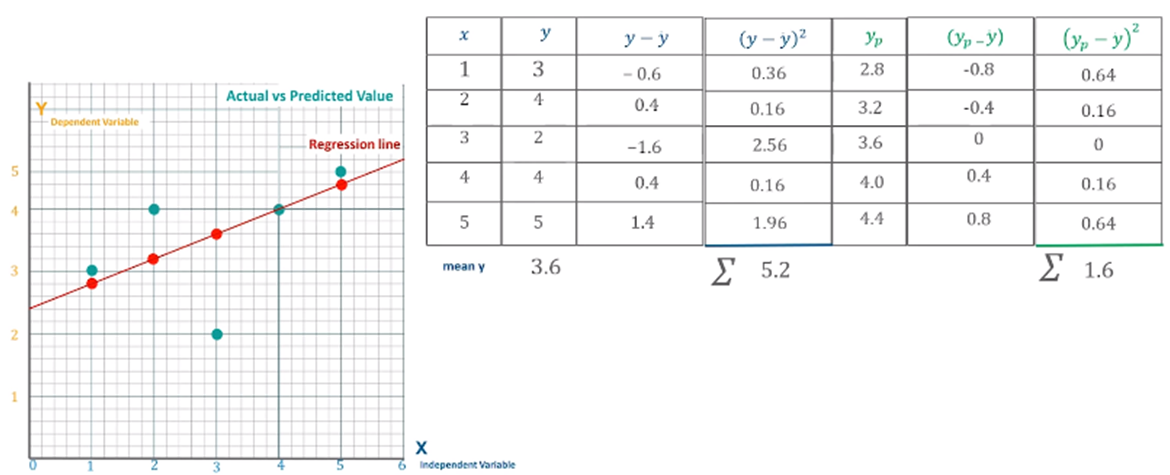 Actual vs Predicted Value
Y
Dependent Variable
Regression line
5
4
3
2
1
0 1 2 3 4 5 6
X
Independent Variable
x y y − ȳ (y − ȳ)² yₚ (yₚ − ȳ) (yₚ − ȳ)²
1 3 − 0.6 0.36 2.8 -0.8 0.64
2 4 0.4 0.16 3.2 -0.4 0.16
3 2 −1.6 2.56 3.6 0 0
4 4 0.4 0.16 4.0 0.4 0.16
5 5 1.4 1.96 4.4 0.8 0.64
mean y 3.6 Σ 5.2 Σ 1.6